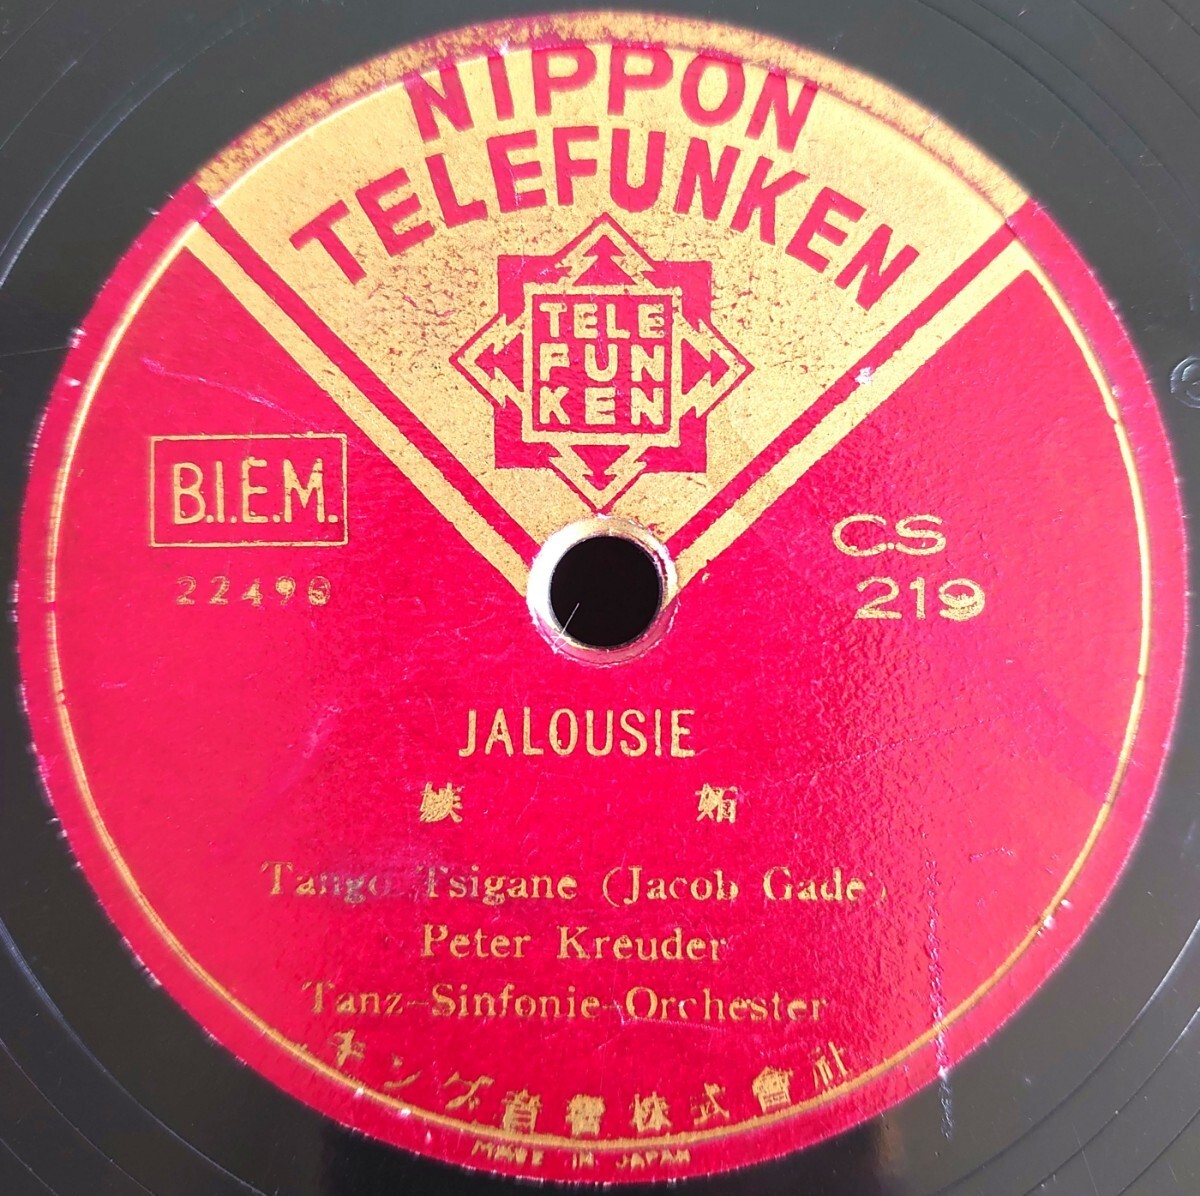 NIPPON
TELEFUNKEN
TELE
FUN
KEN
B.I.E.M.
CS
219
JALOUSIE
嫉妬
Tango Tsigane (Jacob Gade)
Peter Kreuder
Tanz-Sinfonie-Orchester
キング音響株式會社
MADE IN JAPAN